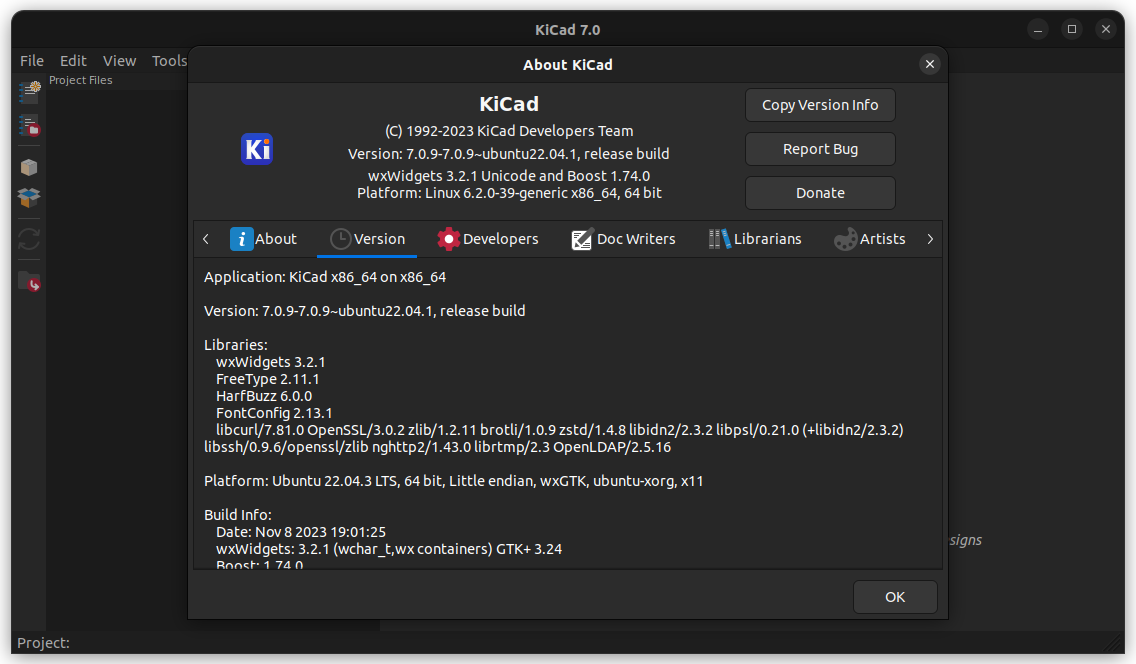 KiCad 7.0
File Edit View Tools
Project Files
About KiCad
Ki
KiCad
(C) 1992-2023 KiCad Developers Team
Version: 7.0.9-7.0.9~ubuntu22.04.1, release build
wxWidgets 3.2.1 Unicode and Boost 1.74.0
Platform: Linux 6.2.0-39-generic x86_64, 64 bit
Copy Version Info
Report Bug
Donate
About Version Developers Doc Writers Librarians Artists
Application: KiCad x86_64 on x86_64
Version: 7.0.9-7.0.9~ubuntu22.04.1, release build
Libraries:
wxWidgets 3.2.1
FreeType 2.11.1
HarfBuzz 6.0.0
FontConfig 2.13.1
libcurl/7.81.0 OpenSSL/3.0.2 zlib/1.2.11 brotli/1.0.9 zstd/1.4.8 libidn2/2.3.2 libpsl/0.21.0 (+libidn2/2.3.2)
libssh/0.9.6/openssl/zlib nghttp2/1.43.0 librtmp/2.3 OpenLDAP/2.5.16
Platform: Ubuntu 22.04.3 LTS, 64 bit, Little endian, wxGTK, ubuntu-xorg, x11
Build Info:
Date: Nov 8 2023 19:01:25
wxWidgets: 3.2.1 (wchar_t,wx containers) GTK+ 3.24
Boost: 1.74.0
signs
OK
Project: